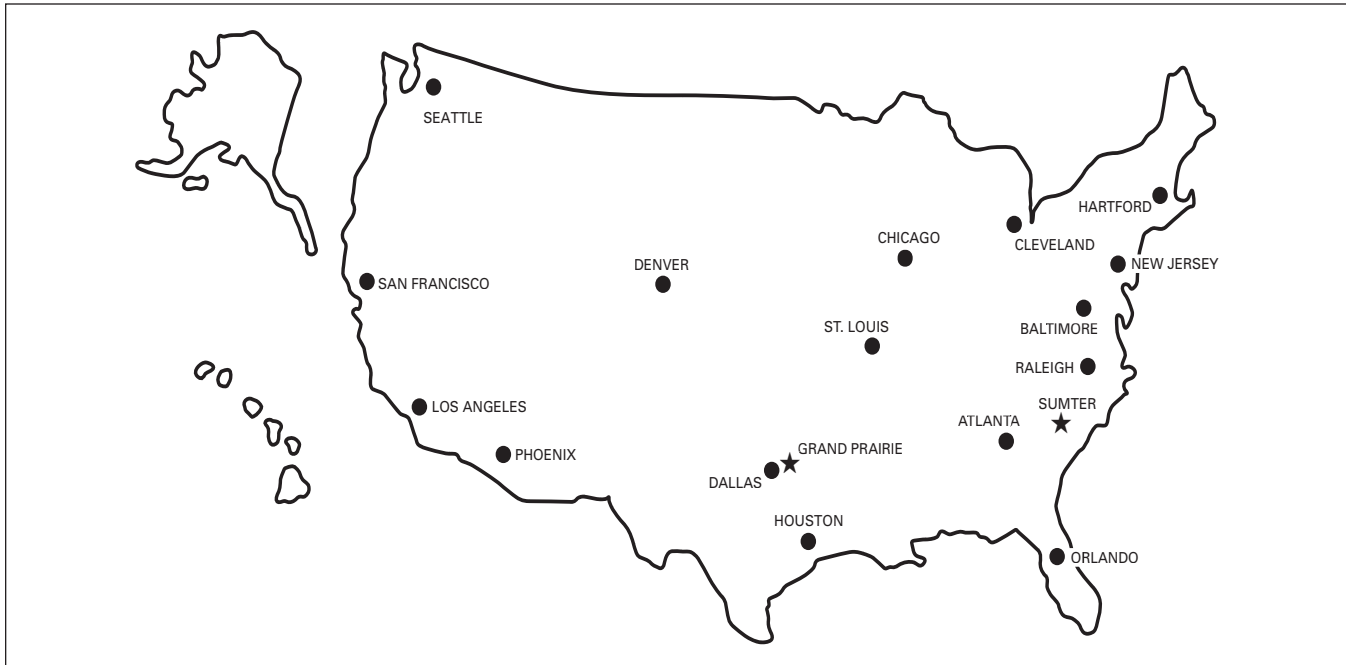 SEATTLE
HARTFORD
CHICAGO
CLEVELAND
DENVER
NEW JERSEY
SAN FRANCISCO
ST. LOUIS
BALTIMORE
RALEIGH
SUMTER
LOS ANGELES
ATLANTA
GRAND PRAIRIE
PHOENIX
DALLAS
HOUSTON
ORLANDO